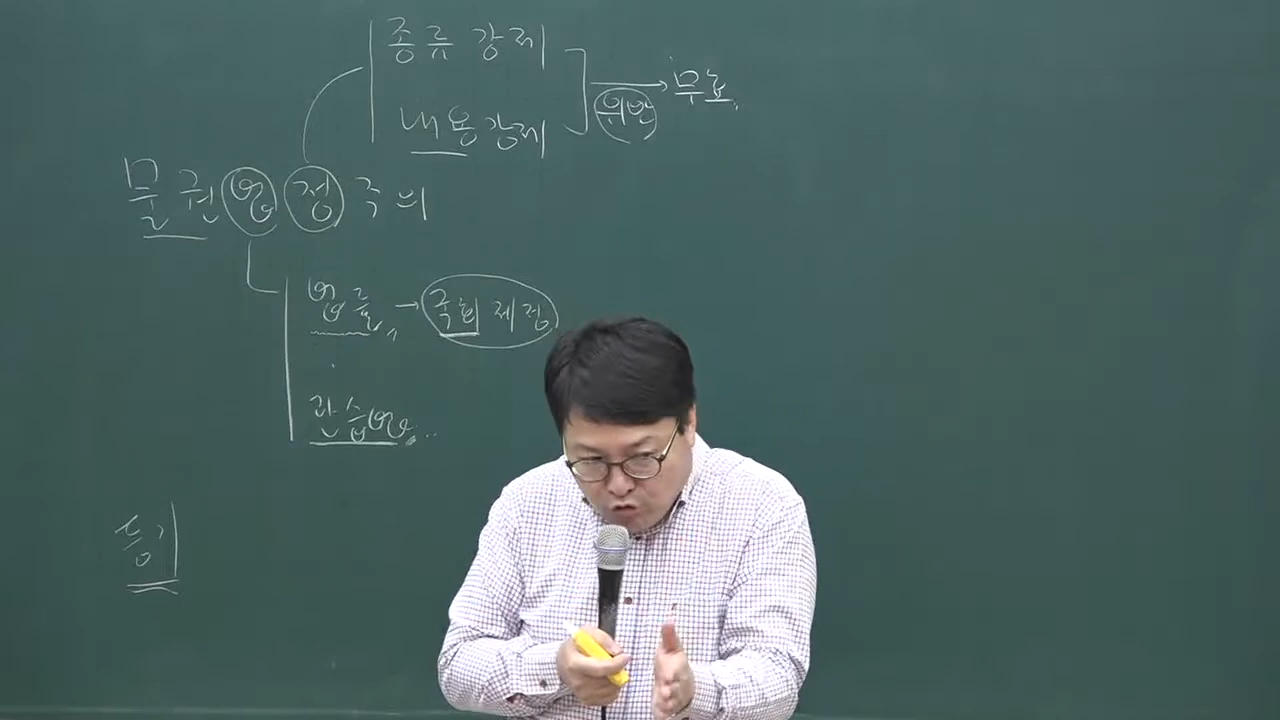 종류 강제
내용 강제
위반 → 무효.
물권법정주의
법률 → 국회 제정
관습법
등기